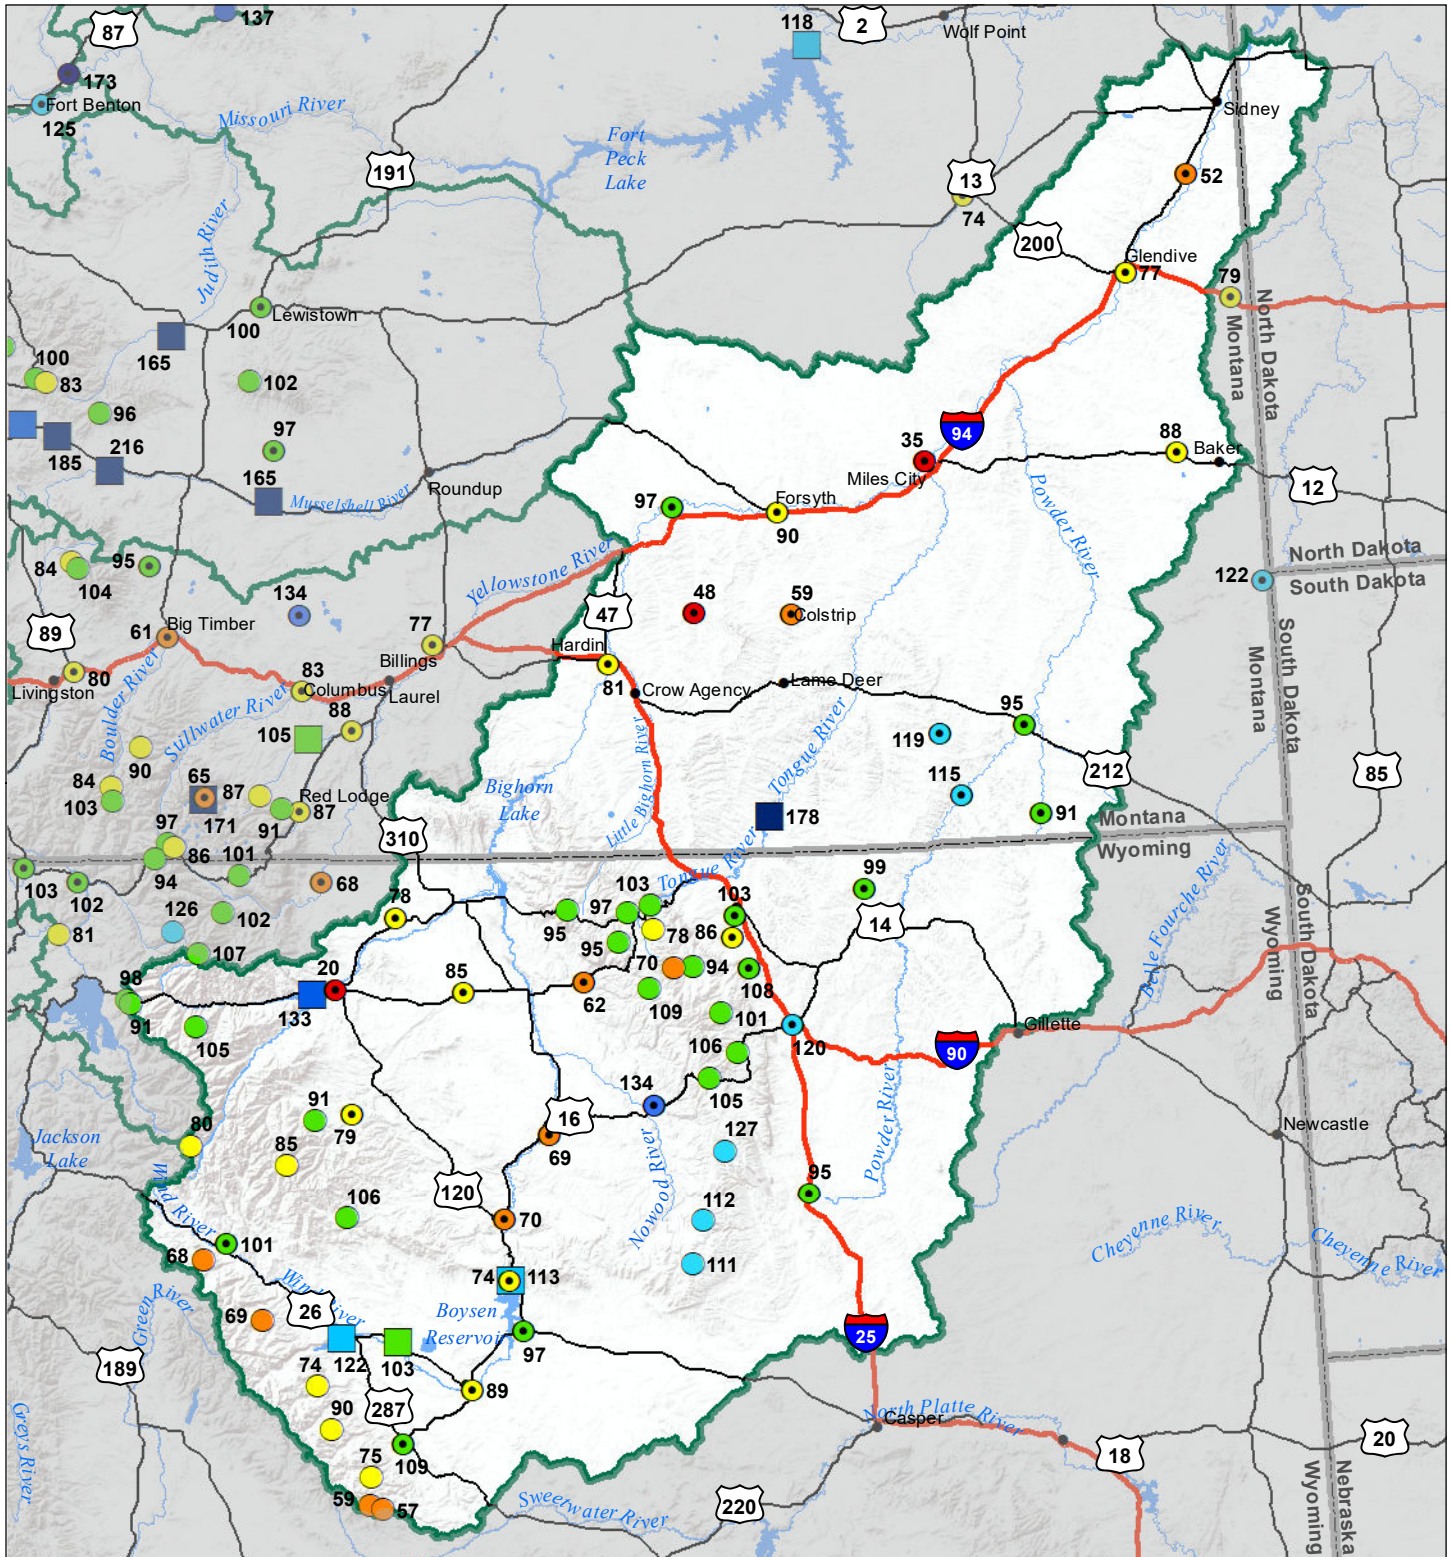 137
118
2
87
Wolf Point
173
Fort Benton
125
Missouri River
Sidney
Fort
Peck
Lake
191
13
52
74
Judith River
200
Glendive
77
79
North Dakota
Montana
Lewistown
100
165
100
83
102
96
97
94
35
88
Baker
Miles City
185
216
165
Roundup
Musselshell River
97
Forsyth
90
12
Powder River
Yellowstone River
North Dakota
South Dakota
122
84
104
95
134
48
59
Colstrip
47
89
61
Big Timber
77
Billings
Hardin
81
Crow Agency
Lame Deer
80
Livingston
83
Columbus
Laurel
88
Boulder River
Stillwater River
105
95
119
South Dakota
Montana
90
84
103
65
87
171
Red Lodge
87
91
Bighorn
Lake
Little Bighorn River
Tongue River
115
212
85
178
91
Montana
Wyoming
310
97
86
94
101
103
102
68
Tongue River
99
Belle Fourche River
126
102
78
103
97
103
95
95
78
86
14
South Dakota
Wyoming
81
107
98
91
20
133
85
62
70
94
108
109
101
105
106
120
Gillette
90
91
79
134
105
16
69
127
Powder River
Newcastle
Jackson
Lake
80
85
Wind River
106
120
70
Nowood River
112
95
Cheyenne River
Cheyenne River
101
68
111
74
113
Green River
Wind River
69
26
Boysen
Reservoir
122
103
97
25
189
74
89
287
90
109
75
59
57
North Platte River
Casper
18
20
Greys River
Sweetwater River
220
Nebraska
Wyoming